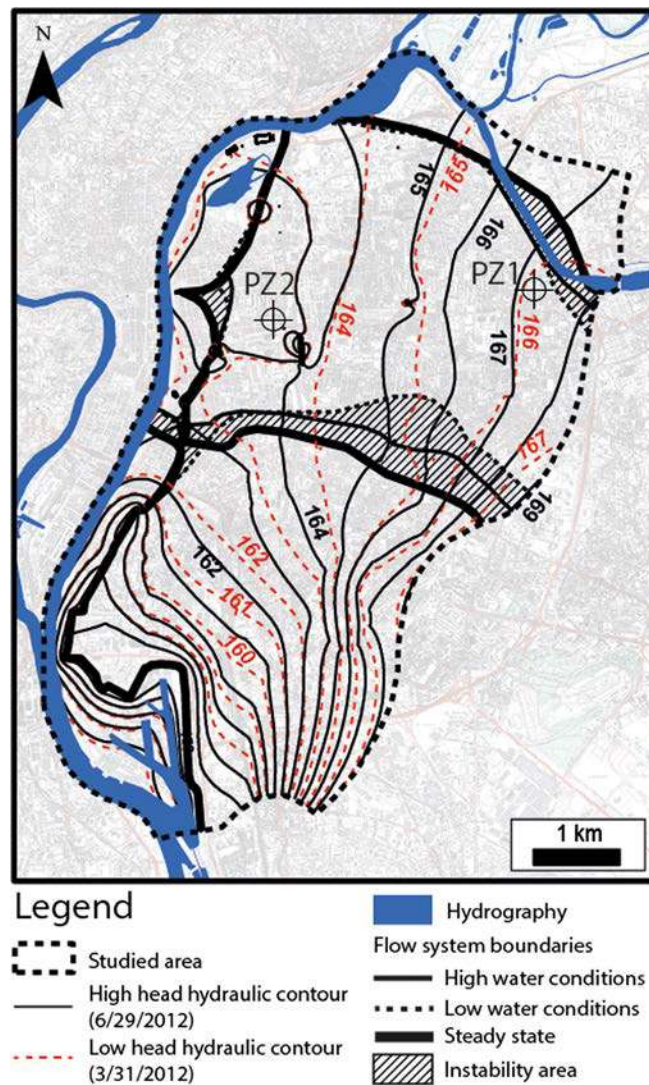 N
165
165
166
PZ1
PZ2
164
166
167
167
169
164
162
162
161
160
1 km
Legend
Studied area
High head hydraulic contour
(6/29/2012)
Low head hydraulic contour
(3/31/2012)
Hydrography
Flow system boundaries
High water conditions
Low water conditions
Steady state
Instability area